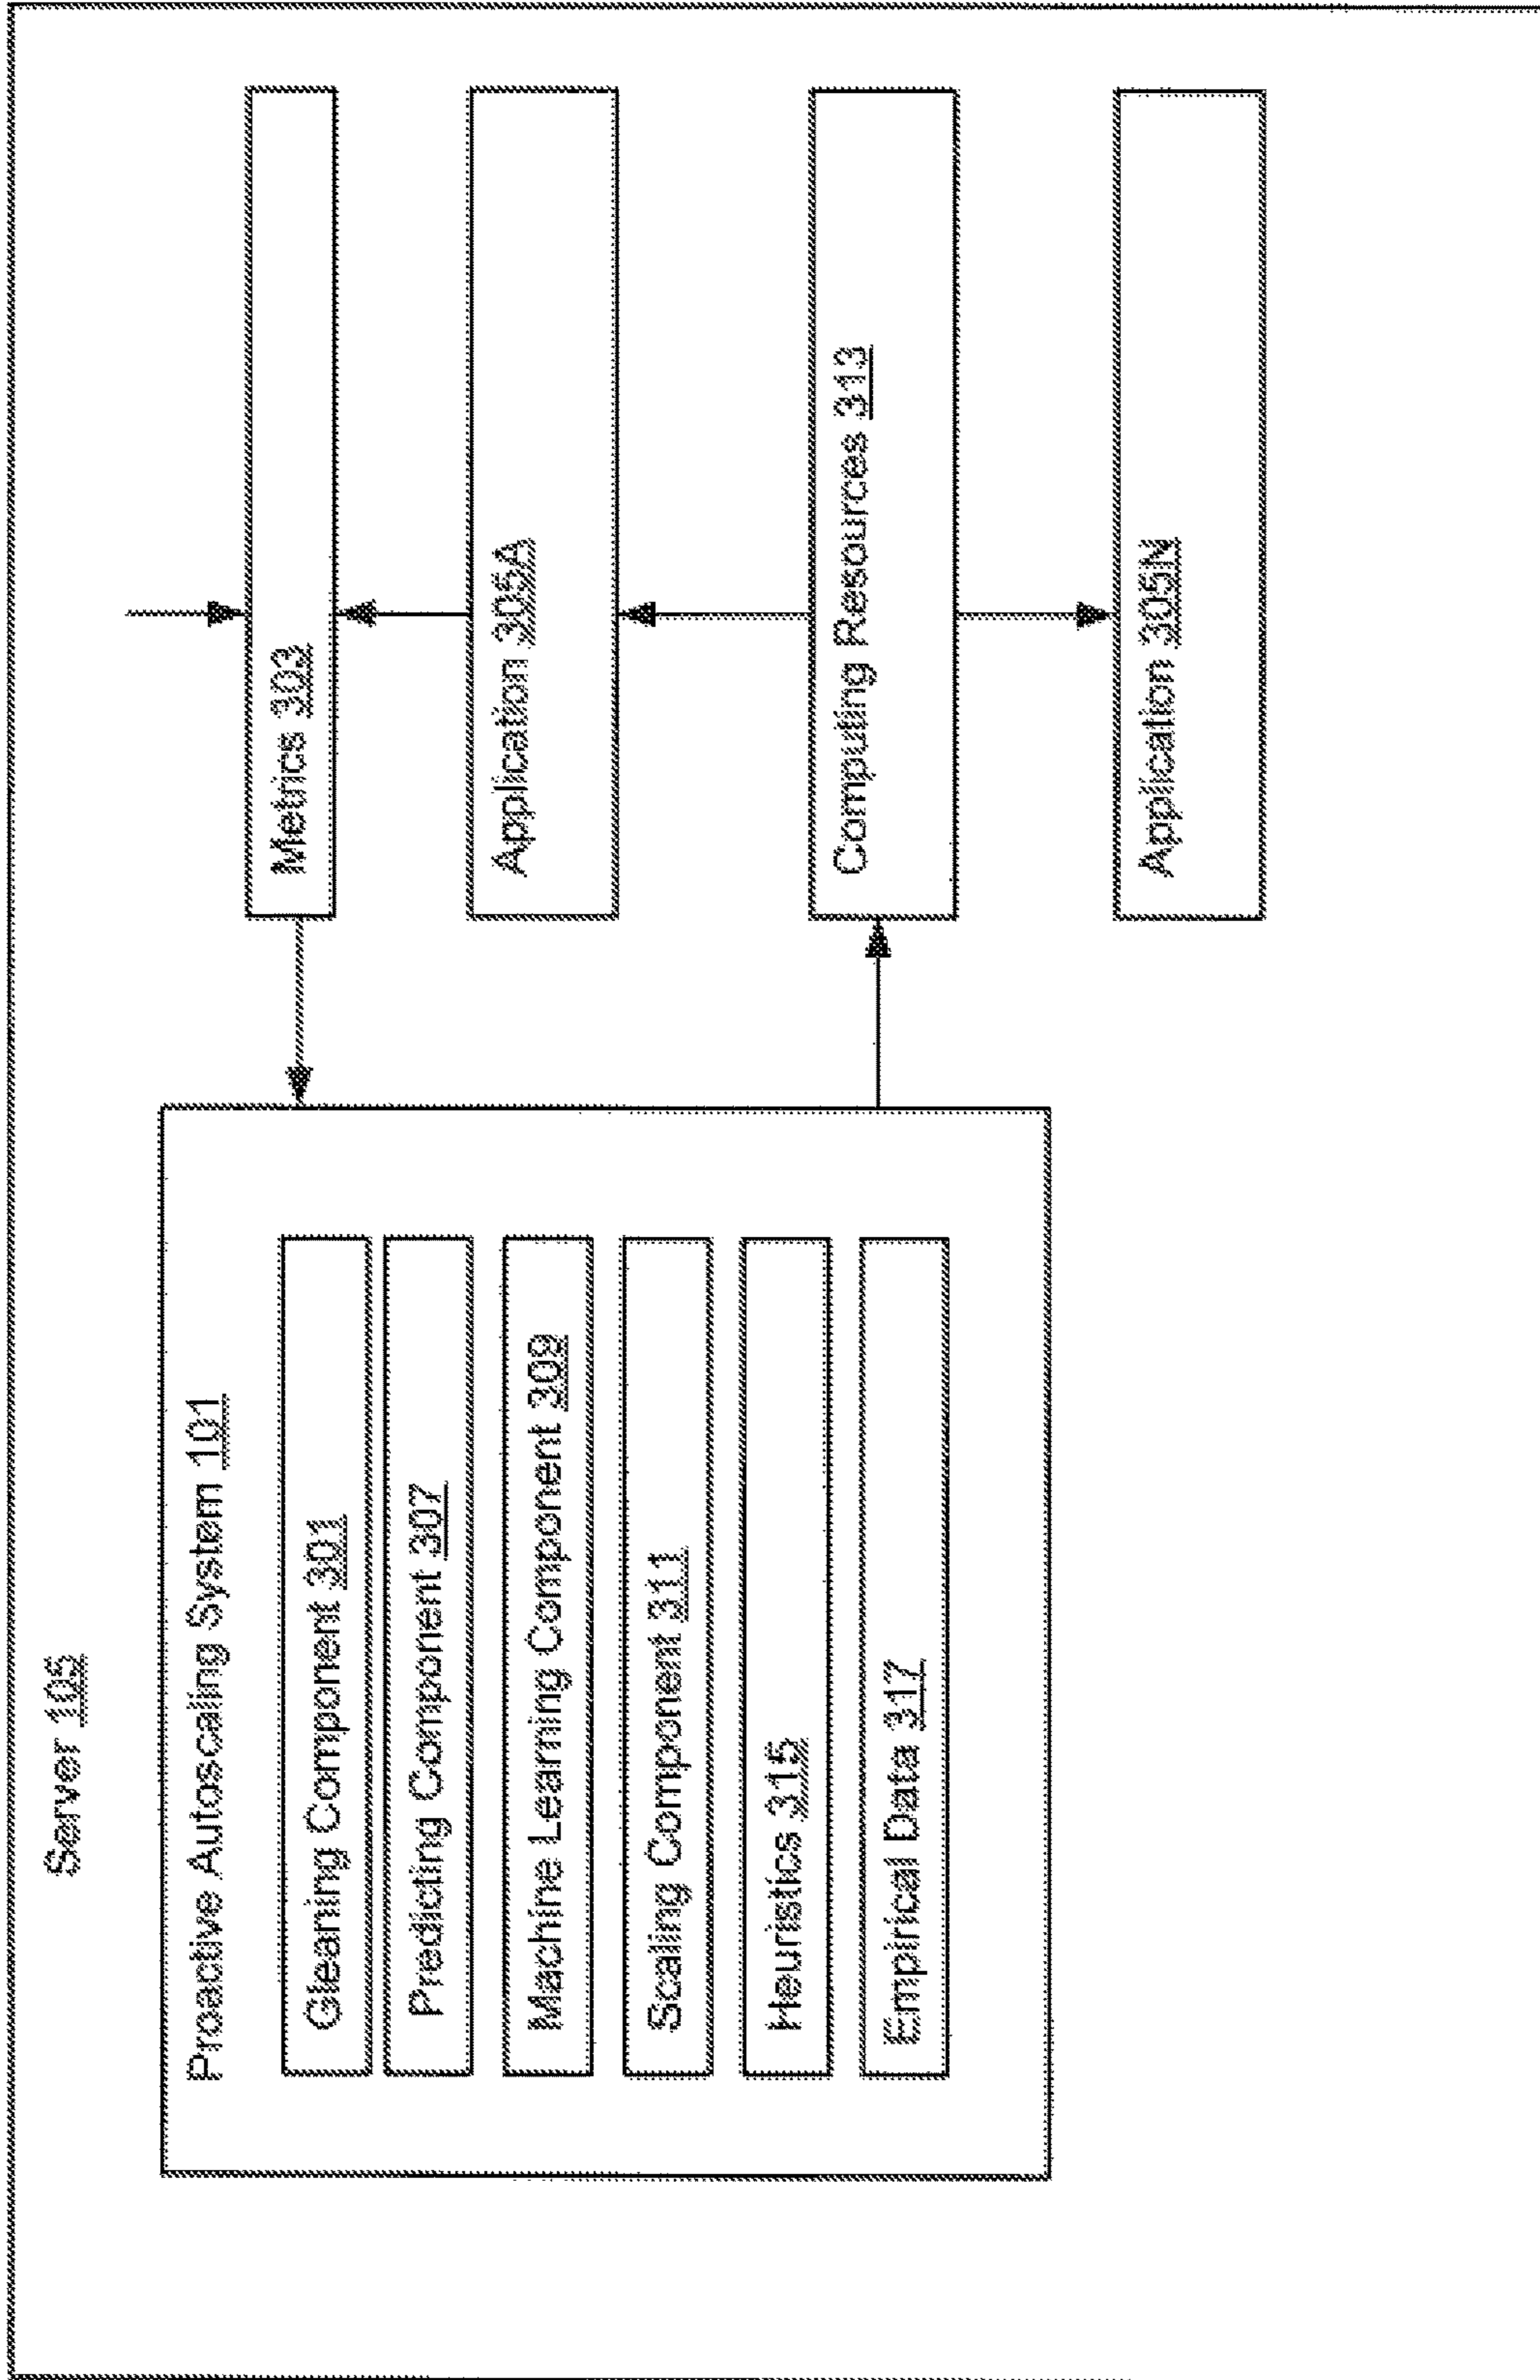 Server 105
Proactive Autoscaling System 101
Gleaning Component 301
Predicting Component 307
Machine Learning Component 309
Scaling Component 311
Heuristics 315
Empirical Data 317
Metrics 303
Application 305A
Computing Resources 313
Application 305N